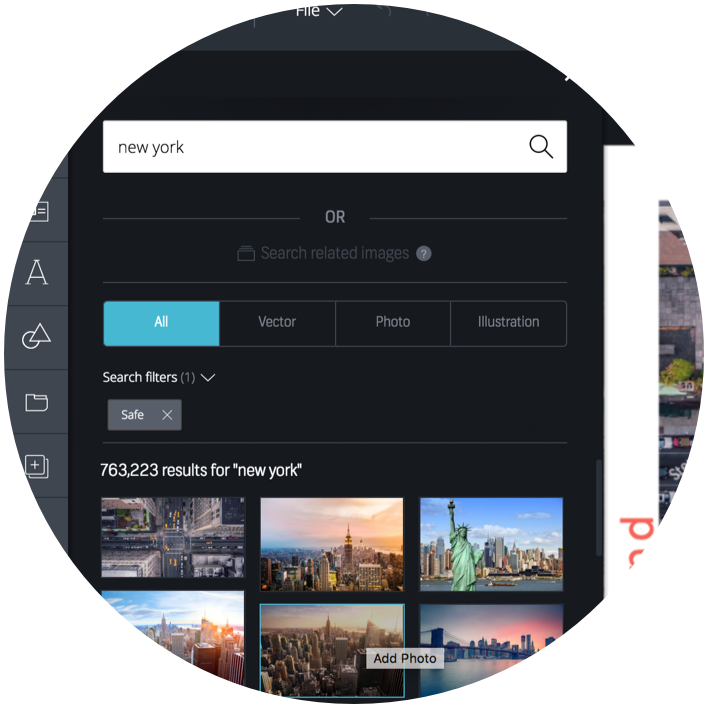 File
new york
OR
Search related images ?
All Vector Photo Illustration
A
Search filters (1)
Safe
763,223 results for "new york"
Add Photo